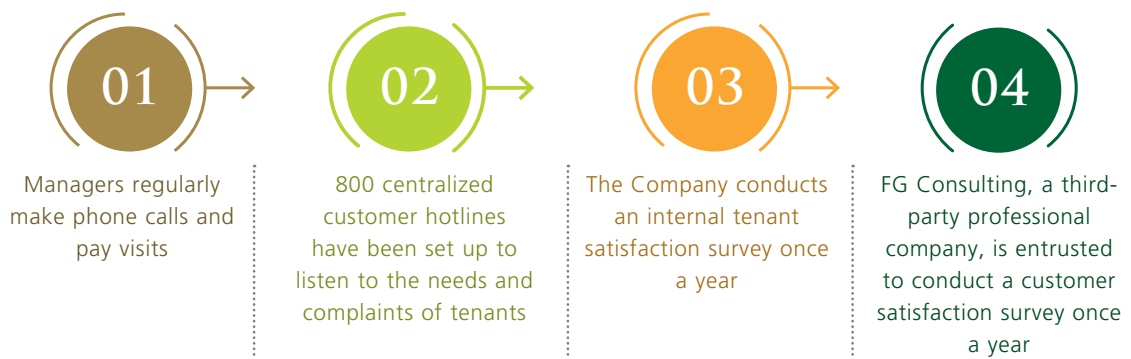 01
Managers regularly
make phone calls and
pay visits
02
800 centralized
customer hotlines
have been set up to
listen to the needs and
complaints of tenants
03
The Company conducts
an internal tenant
satisfaction survey once
a year
04
FG Consulting, a third-
party professional
company, is entrusted
to conduct a customer
satisfaction survey once
a year